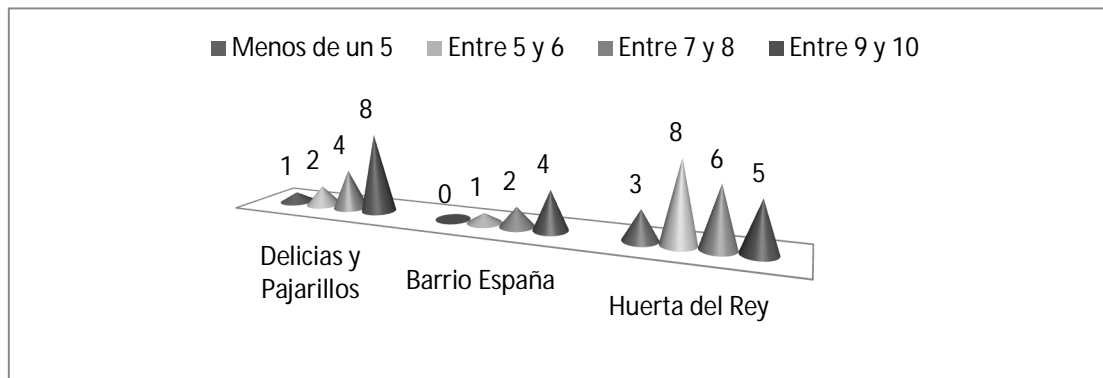 Menos de un 5 Entre 5 y 6 Entre 7 y 8 Entre 9 y 10
1 2 4 8
0 1 2 4
3 8 6 5
Delicias y
Pajarillos
Barrio España
Huerta del Rey